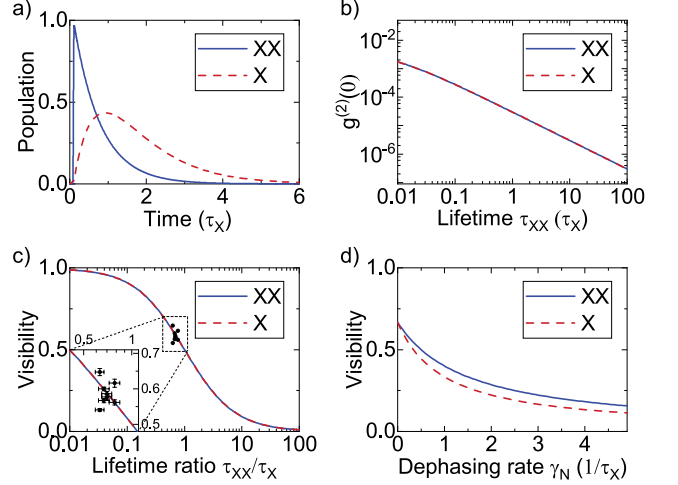 a)
1.0
0.5
0.0
Population
0
2
4
6
Time (τX)
XX
X
b)
10-2
10-4
10-6
g(2)(0)
0.01
0.1
1
10
100
Lifetime τXX (τX)
XX
X
c)
1.0
0.5
0.0
Visibility
0.01
0.1
1
10
100
Lifetime ratio τXX/τX
XX
X
0.5
1
0.7
0.6
0.5
d)
1.0
0.5
0.0
Visibility
0
1
2
3
4
Dephasing rate γN (1/τX)
XX
X